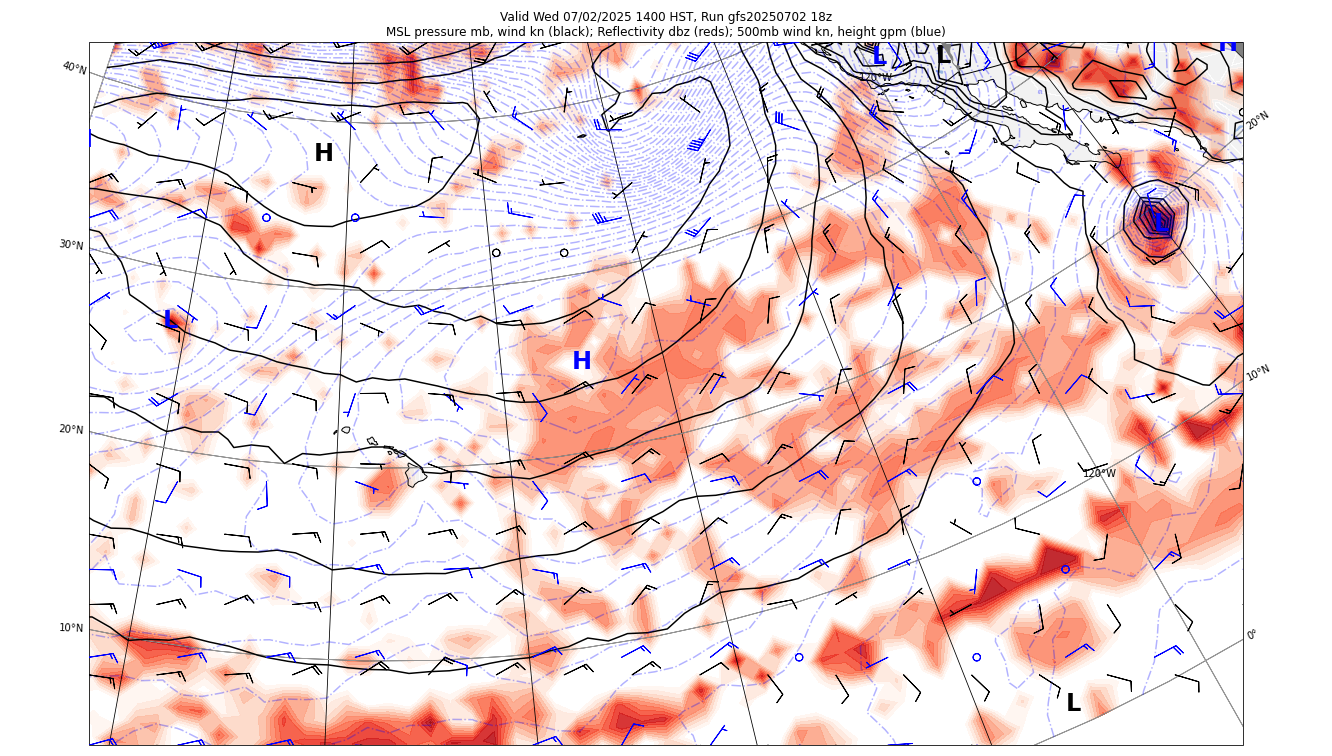 Valid Wed 07/02/2025 1400 HST, Run gfs20250702 18z
MSL pressure mb, wind kn (black); Reflectivity dbz (reds); 500mb wind kn, height gpm (blue)
H
L
L
40°N
120°W
20°N
H
30°N
L
H
10°N
20°N
120°W
10°N
0°
L